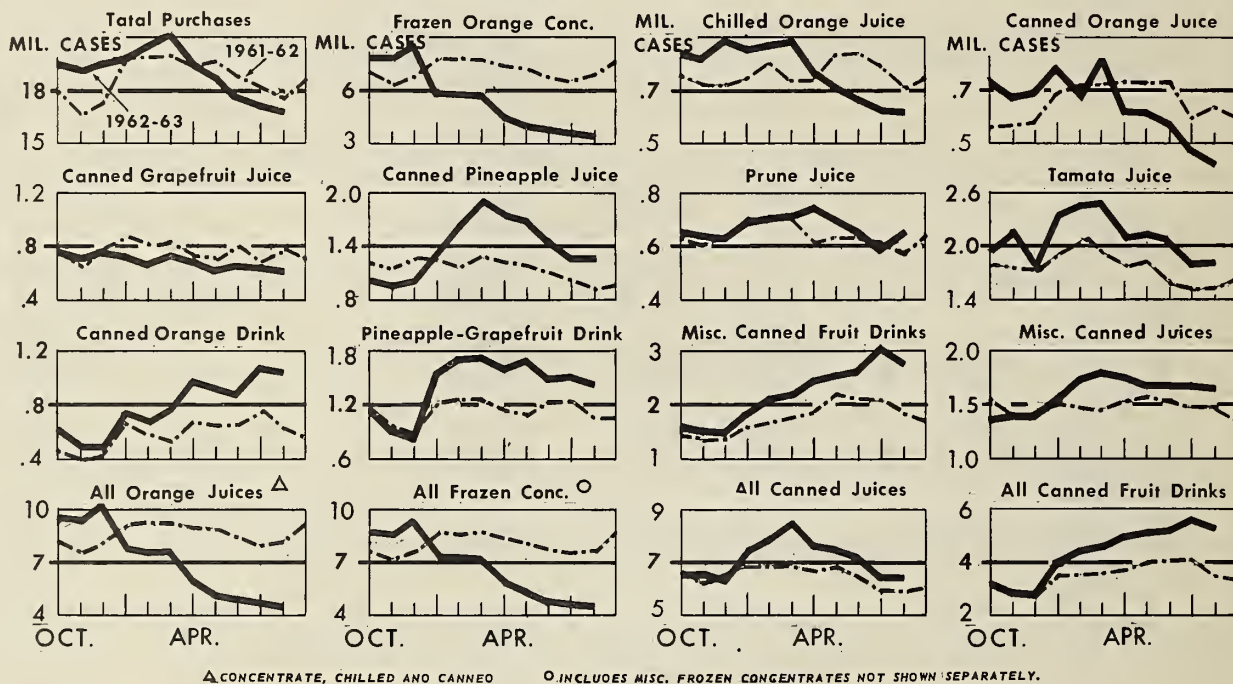 Tatal Purchases
MIL. CASES
1961-62
1962-63
18
15
Frozen Orange Conc.
MIL. CASES
6
3
Chilled Orange Juice
MIL. CASES
.7
.5
Canned Orange Juice
MIL. CASES
.7
.5
Canned Grapefruit Juice
1.2
.8
.4
Canned Pineapple Juice
2.0
1.4
.8
Prune Juice
.8
.6
.4
Tamata Juice
2.6
2.0
1.4
Canned Orange Drink
1.2
.8
.4
Pineapple-Grapefruit Drink
1.8
1.2
.6
Misc. Canned Fruit Drinks
3
2
1
Misc. Canned Juices
2.0
1.5
1.0
All Orange Juices △
10
7
4
OCT. APR.
All Frozen Conc. O
10
7
4
OCT. APR.
All Canned Juices
9
7
5
OCT. APR.
All Canned Fruit Drinks
6
4
2
OCT. APR.
△ CONCENTRATE, CHILLED AND CANNED
O INCLUDES MISC. FROZEN CONCENTRATES NOT SHOWN SEPARATELY.